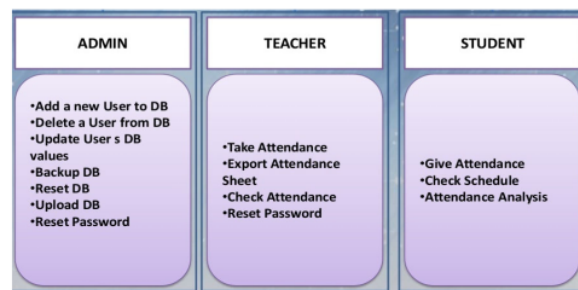 ADMIN
TEACHER
STUDENT
•Add a new User to DB
•Delete a User from DB
•Update User s DB
values
•Backup DB
•Reset DB
•Upload DB
•Reset Password
•Take Attendance
•Export Attendance
Sheet
•Check Attendance
•Reset Password
•Give Attendance
•Check Schedule
•Attendance Analysis